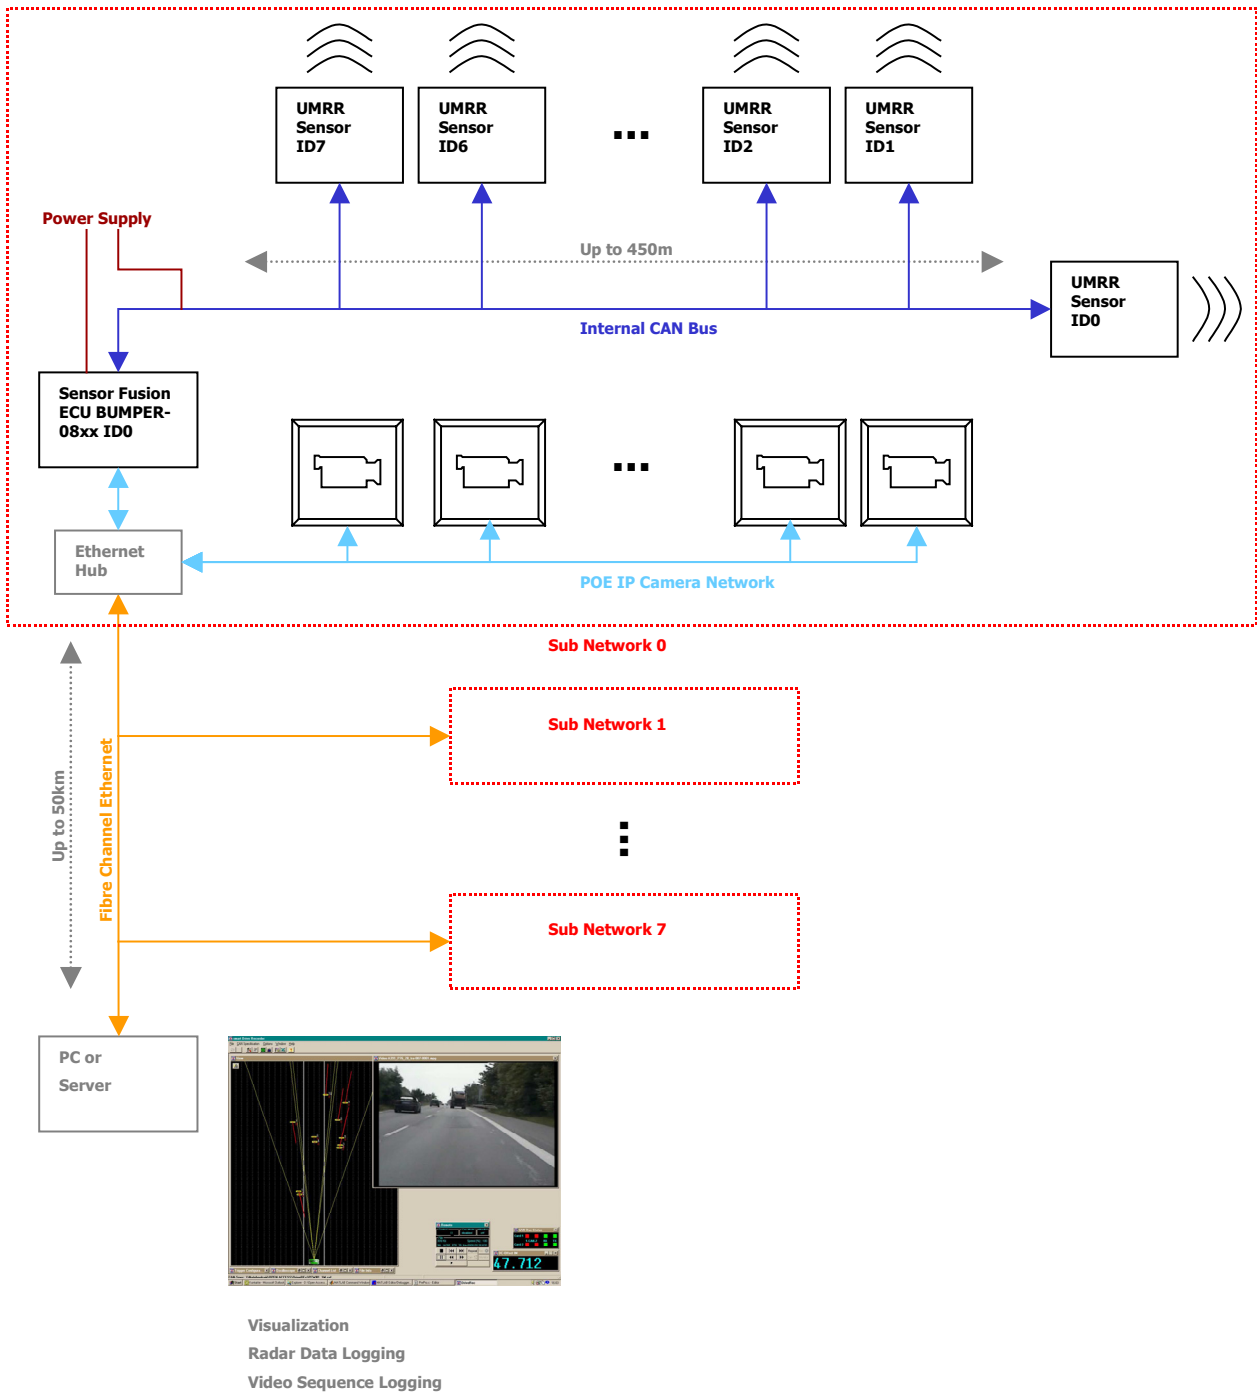 UMRR
Sensor
ID7
UMRR
Sensor
ID6
...
UMRR
Sensor
ID2
UMRR
Sensor
ID1
Power Supply
Up to 450m
UMRR
Sensor
ID0
Internal CAN Bus
Sensor Fusion
ECU BUMPER-
08xx ID0
...
Ethernet
Hub
POE IP Camera Network
Sub Network 0
Sub Network 1
Up to 50km
Fibre Channel Ethernet
Sub Network 7
PC or
Server
47.712
Visualization
Radar Data Logging
Video Sequence Logging